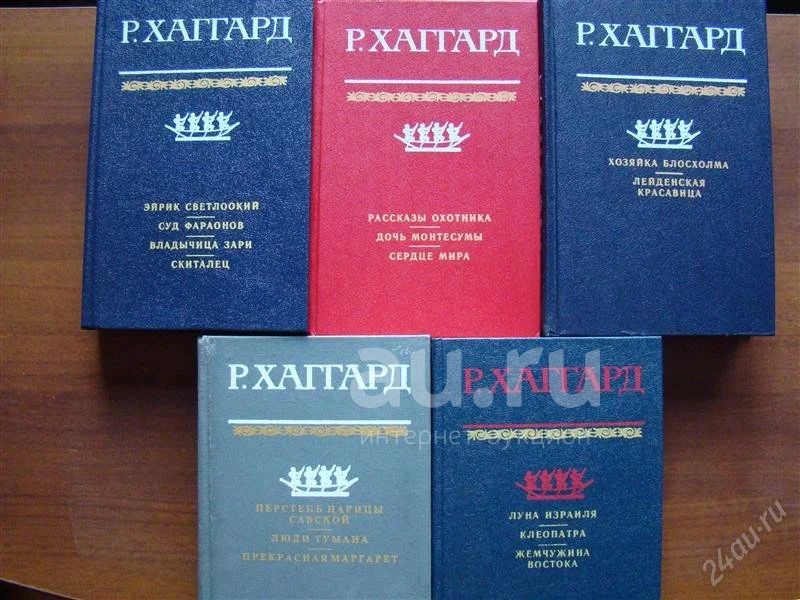 Р. ХАГГАРД
ЭЙРИК СВЕТЛООКИЙ
СУД ФАРАОНОВ
ВЛАДЫЧИЦА ЗАРИ
СКИТАЛЕЦ
Р. ХАГГАРД
РАССКАЗЫ ОХОТНИКА
ДОЧЬ МОНТЕСУМЫ
СЕРДЦЕ МИРА
Р. ХАГГАРД
ХОЗЯЙКА БЛОСХОЛМА
ЛЕЙДЕНСКАЯ
КРАСАВИЦА
Р. ХАГГАРД
ПЕРСТЕНЬ ЦАРИЦЫ
САВСКОЙ
ЛЮДИ ТУМАНА
ПРЕКРАСНАЯ МАРГАРЕТ
Р. ХАГГАРД
ЛУНА ИЗРАИЛЯ
КЛЕОПАТРА
ЖЕМЧУЖИНА
ВОСТОКА
au.ru
интернет-аукцион
24au.ru